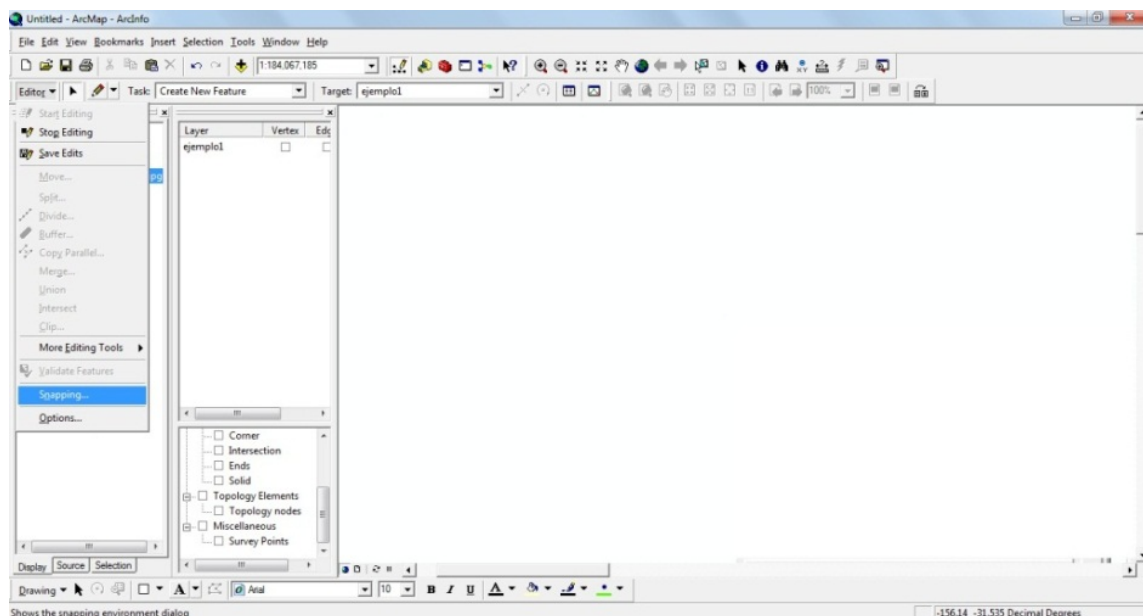 Untitled - ArcMap - ArcInfo
File Edit View Bookmarks Insert Selection Tools Window Help
1:184.067.185
Editor Task: Create New Feature Target: ejemplo1 100%
Start Editing
Stop Editing
Save Edits
Move...
Split...
Divide...
Buffer...
Copy Parallel...
Merge...
Union
Intersect
Clip...
More Editing Tools
Validate Features
Snapping...
Options...
pg
Layer Vertex Edg
ejemplo1
Corner
Intersection
Ends
Solid
Topology Elements
Topology nodes
Miscellaneous
Survey Points
Display Source Selection
Drawing A Arial 10 B I U A
Shows the snapping environment dialog -156.14 -31.535 Decimal Degrees